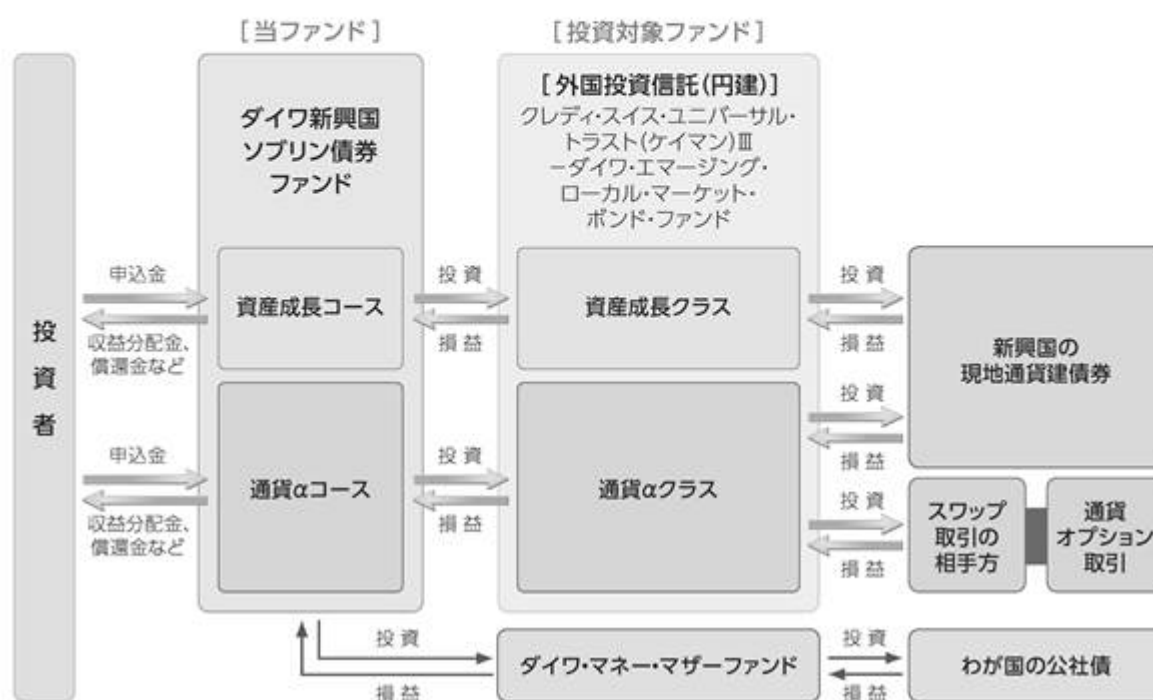 [当ファンド]
[投資対象ファンド]
投資者
ダイワ新興国
ソブリン債券
ファンド
[外国投資信託(円建)]
クレディ・スイス・ユニバーサル・
トラスト(ケイマン)Ⅲ
－ダイワ・エマージング・
ローカル・マーケット・
ボンド・ファンド
申込金
収益分配金、
償還金など
資産成長コース
投資
損益
資産成長クラス
投資
損益
新興国の
現地通貨建債券
投資
損益
申込金
収益分配金、
償還金など
通貨αコース
投資
損益
通貨αクラス
投資
損益
スワップ
取引の
相手方
通貨
オプション
取引
投資
損益
ダイワ・マネー・マザーファンド
投資
損益
わが国の公社債